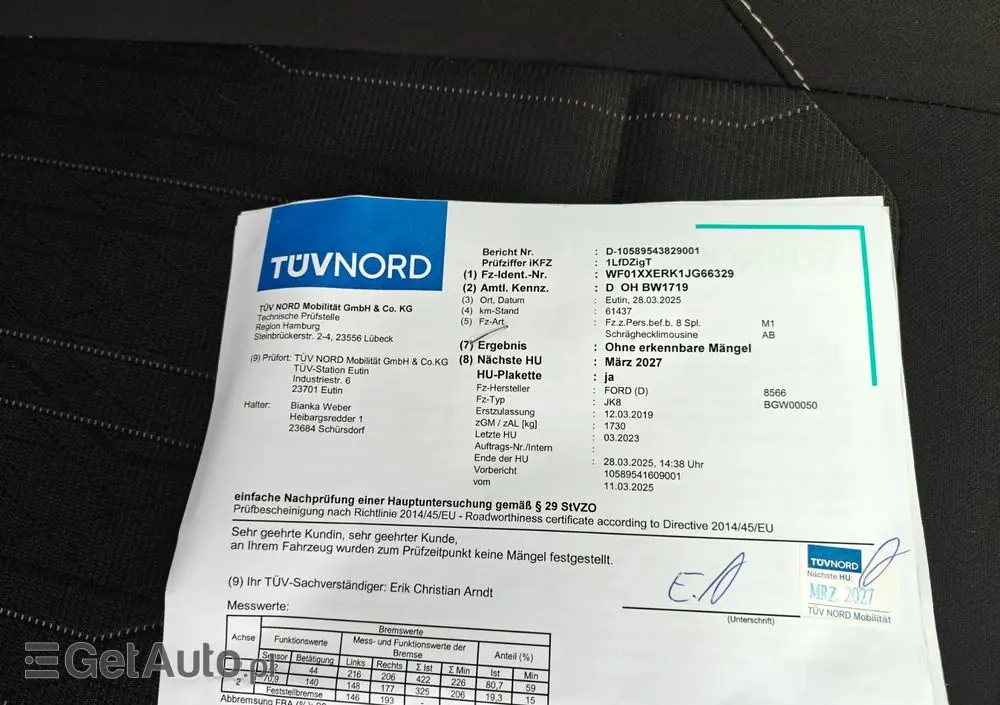 TÜVNORD
TÜV NORD Mobilität GmbH & Co. KG
Technische Prüfstelle
Region Hamburg
Steinbrückerstr. 2-4, 23556 Lübeck
(9) Prüfort: TÜV NORD Mobilität GmbH & Co.KG
TÜV-Station Eutin
Industriestr. 6
23701 Eutin
Halter: Bianka Weber
Heibargsredder 1
23684 Schürsdorf
Bericht Nr. : D-10589543829001
Prüfziffer iKFZ : 1LfDZigT
(1) Fz-Ident.-Nr. : WF01XXERK1JG66329
(2) Amtl. Kennz. : D OH BW1719
(3) Ort, Datum : Eutin, 28.03.2025
(4) km-Stand : 61437
(5) Fz-Art : Fz.z.Pers.bef.b. 8 Spl. M1
Schräghecklimousine AB
(7) Ergebnis : Ohne erkennbare Mängel
(8) Nächste HU : März 2027
HU-Plakette : ja
Fz-Hersteller : FORD (D) 8566
Fz-Typ : JK8 BGW00050
Erstzulassung : 12.03.2019
zGM / zAL [kg] : 1730
Letzte HU : 03.2023
Auftrags-Nr./Intern :
Ende der HU : 28.03.2025, 14:38 Uhr
Vorbericht 10589541609001
vom : 11.03.2025
einfache Nachprüfung einer Hauptuntersuchung gemäß § 29 StVZO
Prüfbescheinigung nach Richtlinie 2014/45/EU - Roadworthiness certificate according to Directive 2014/45/EU
Sehr geehrte Kundin, sehr geehrter Kunde,
an Ihrem Fahrzeug wurden zum Prüfzeitpunkt keine Mängel festgestellt.
(9) Ihr TÜV-Sachverständiger: Erik Christian Arndt
(Unterschrift)
TÜVNORD
Nächste HU:
MRZ 2027
TÜV NORD Mobilität
Messwerte:
Bremswerte
Achse Funktionswerte Mess- und Funktionswerte der Bremse Anteil (%)
Sensor Betätigung Links Rechts Σ Ist Σ Min Ist Min
44 216 206 422 226 80,7 59
2 70,9 140 148 177 325 206 19,3 15
Feststellbremse 146 193
GetAuto.pl